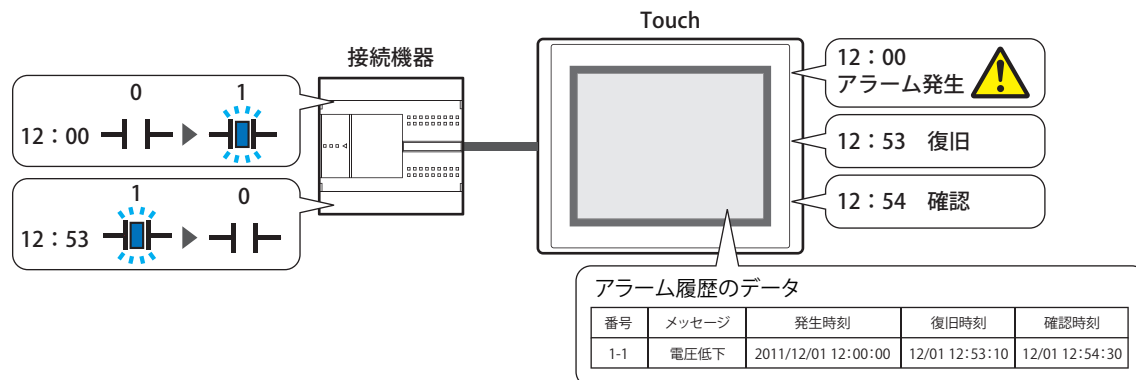 Touch
接続機器
0 1
12：00
1 0
12：53
12：00
アラーム発生
12：53 復旧
12：54 確認
アラーム履歴のデータ
番号 メッセージ 発生時刻 復旧時刻 確認時刻
1-1 電圧低下 2011/12/01 12：00：00 12/01 12：53：10 12/01 12：54：30